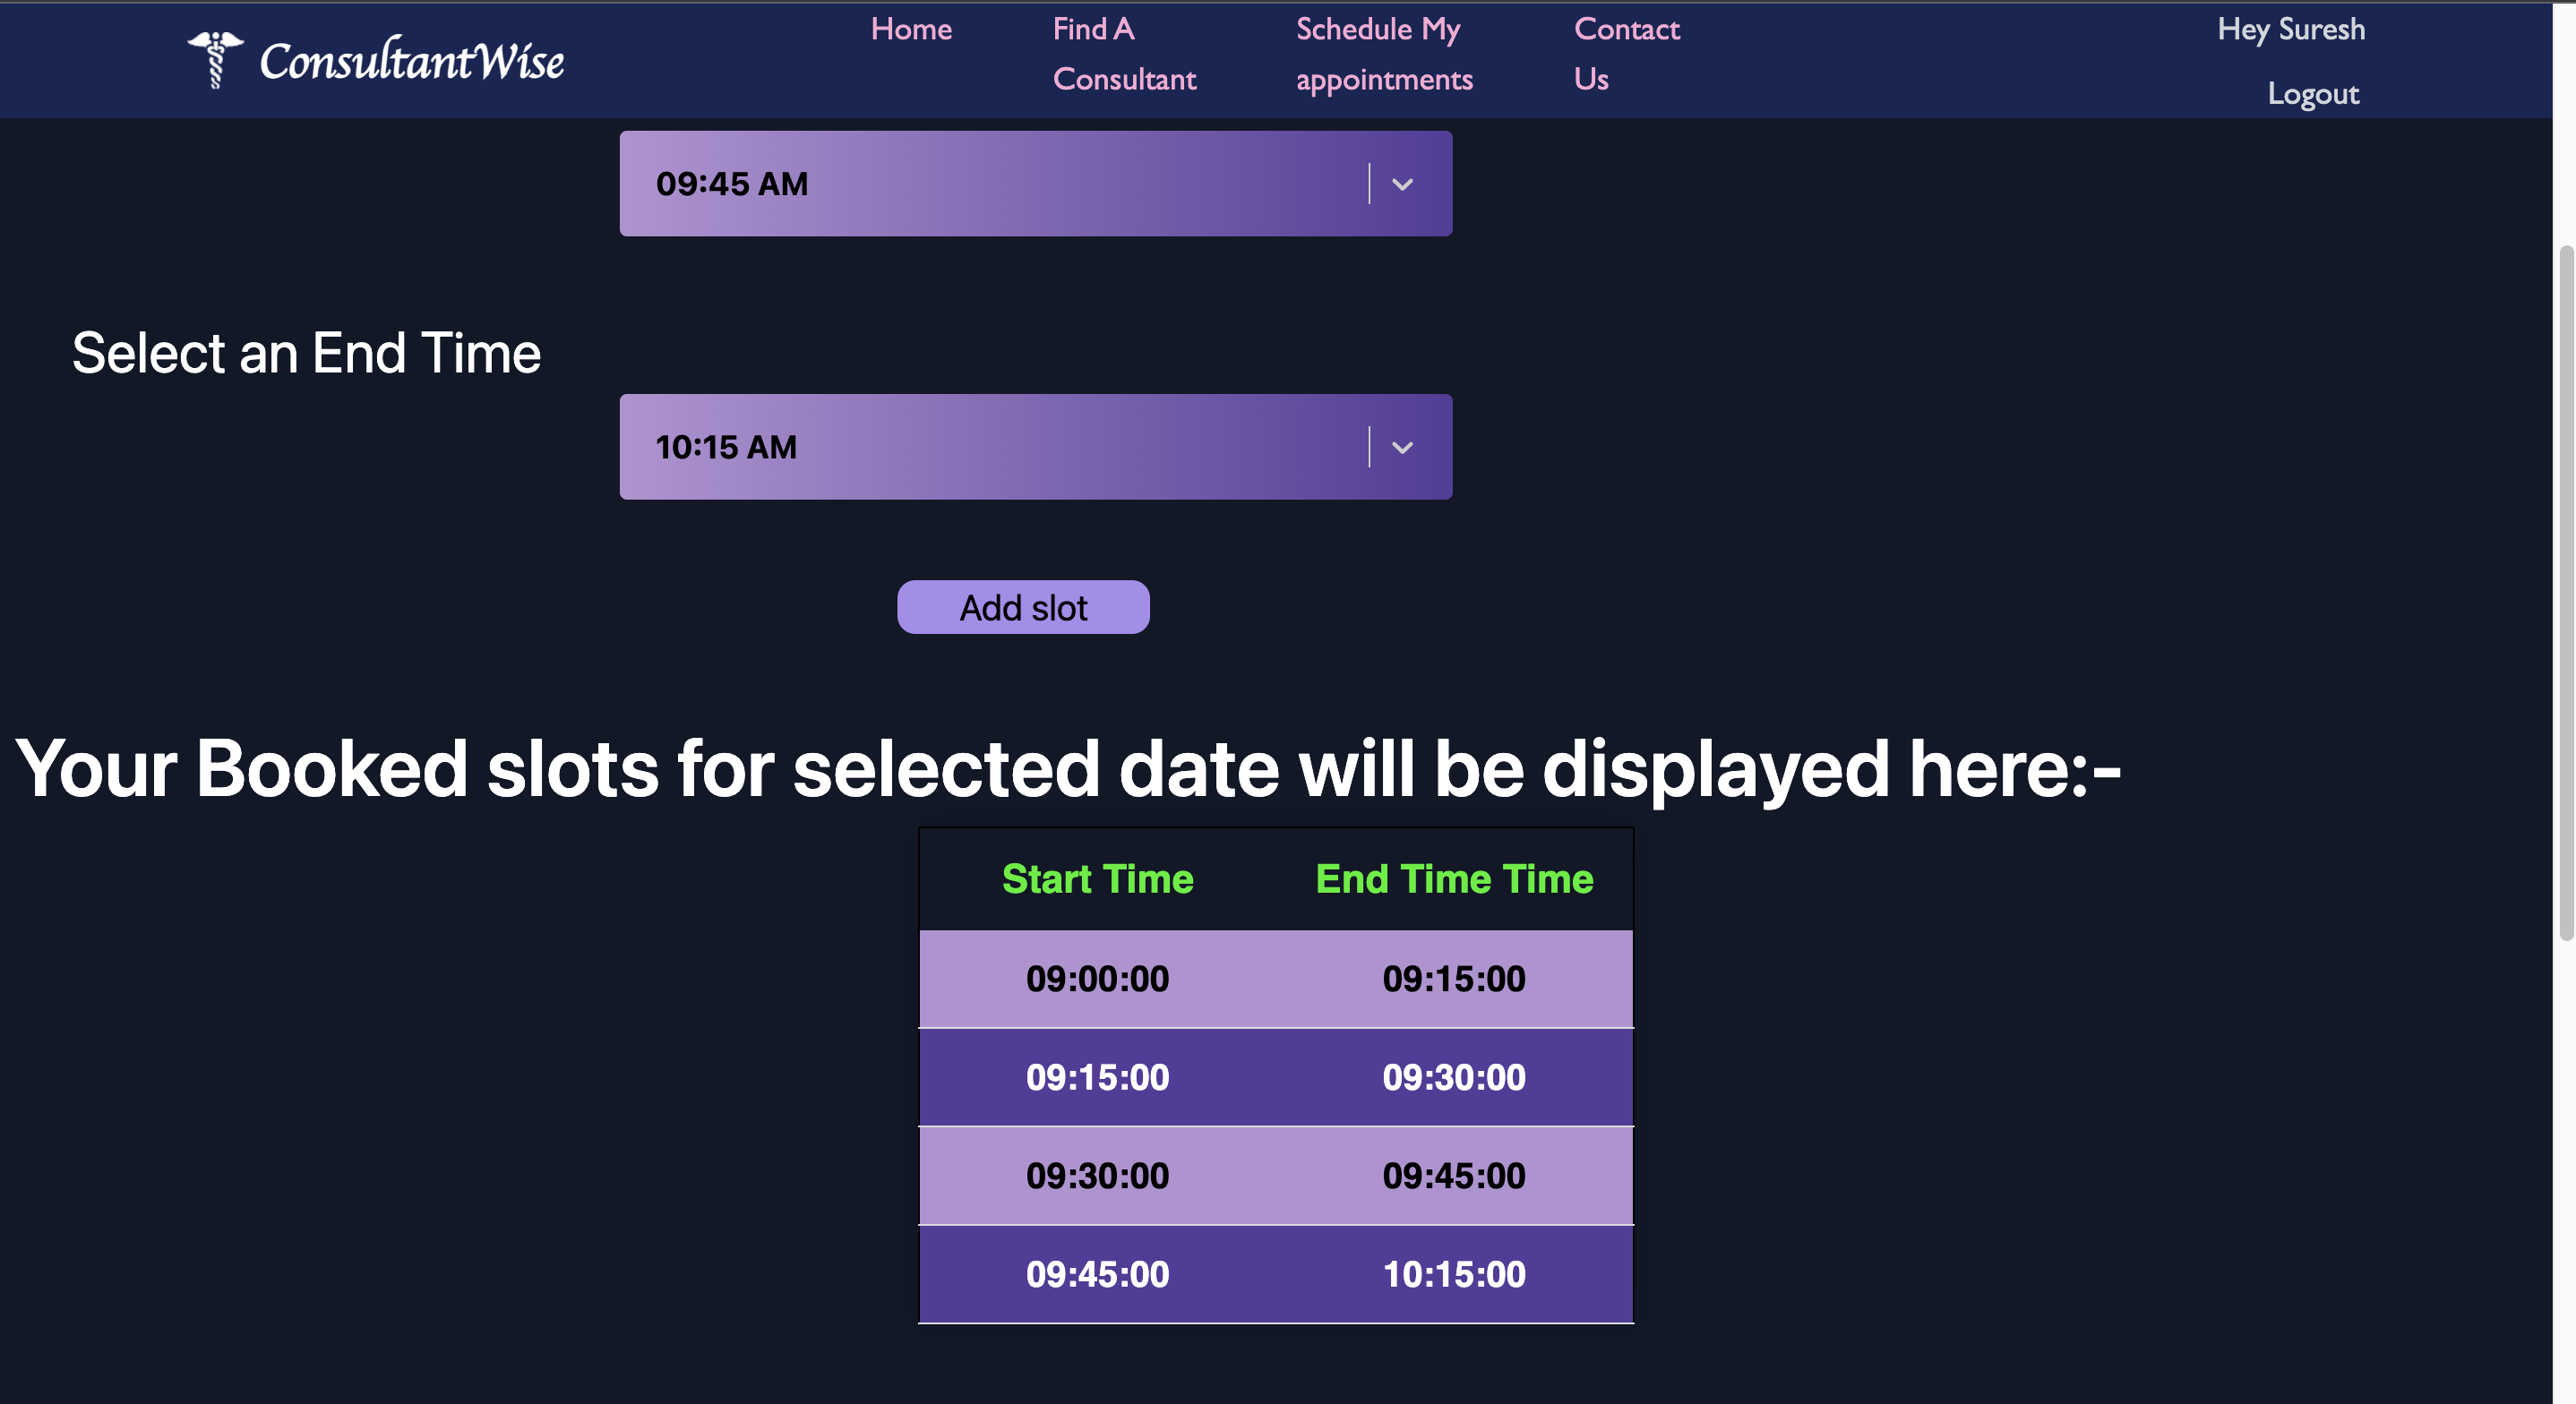 ConsultantWise
Home
Find A
Consultant
Schedule My
appointments
Contact
Us
Hey Suresh
Logout
09:45 AM
Select an End Time
10:15 AM
Add slot
Your Booked slots for selected date will be displayed here:-
Start Time End Time Time
09:00:00 09:15:00
09:15:00 09:30:00
09:30:00 09:45:00
09:45:00 10:15:00